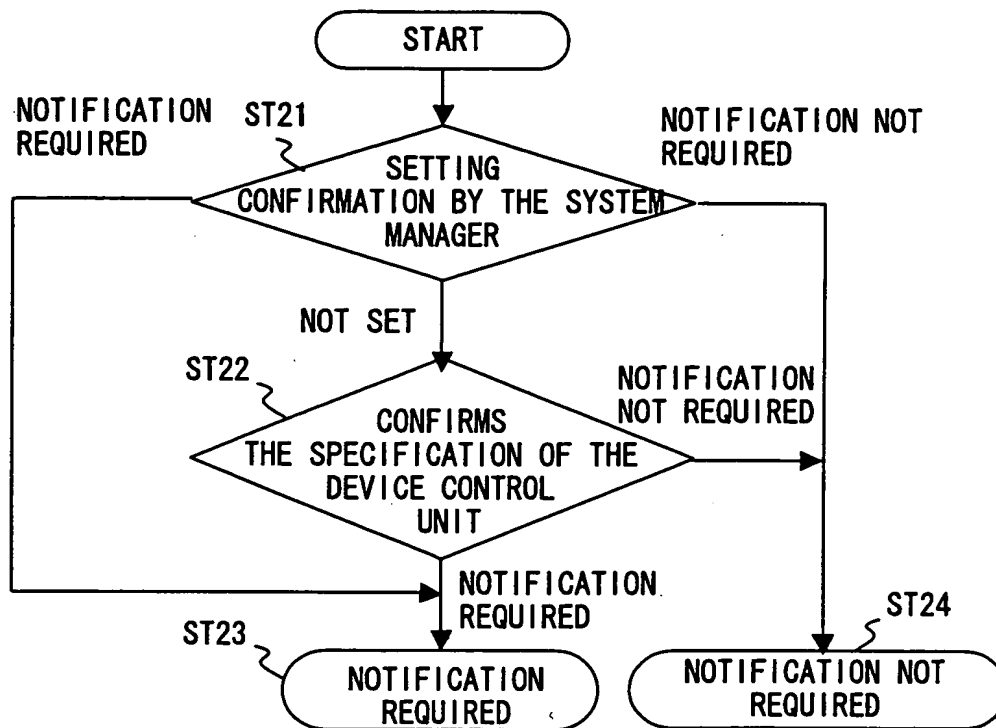 START
NOTIFICATION
REQUIRED
ST21
NOTIFICATION NOT
REQUIRED
SETTING
CONFIRMATION BY THE SYSTEM
MANAGER
NOT SET
ST22
NOTIFICATION
NOT REQUIRED
CONFIRMS
THE SPECIFICATION OF THE
DEVICE CONTROL
UNIT
NOTIFICATION
REQUIRED
ST23
ST24
NOTIFICATION
REQUIRED
NOTIFICATION NOT
REQUIRED